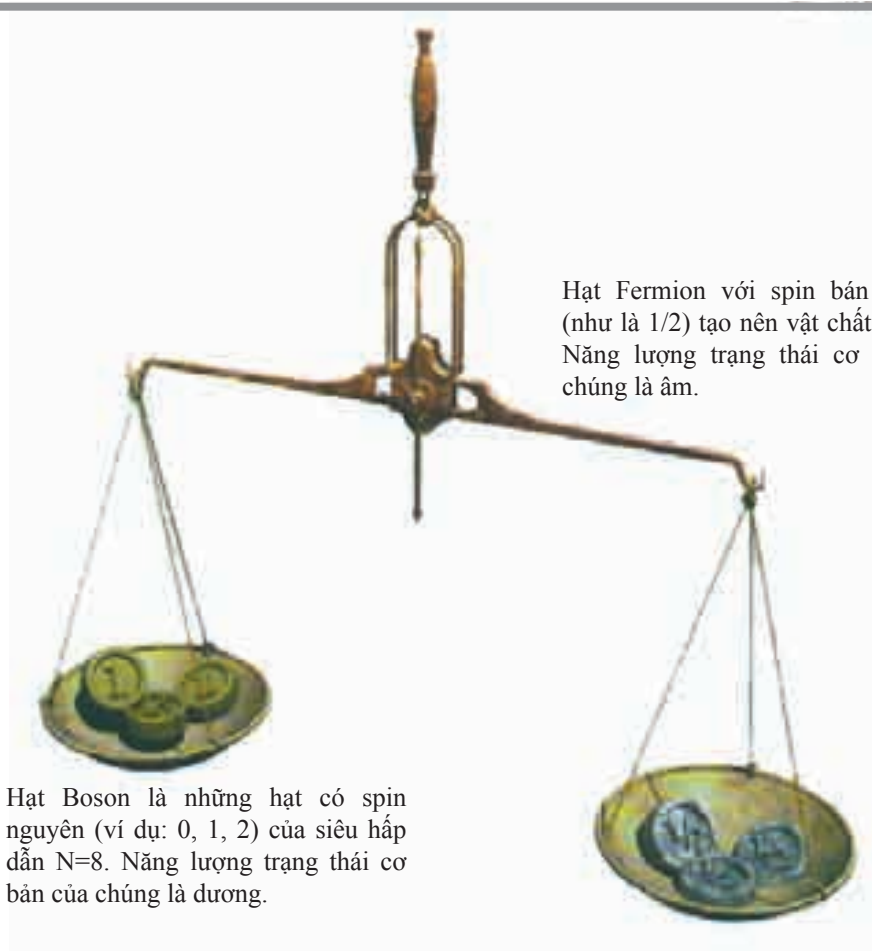 Hạt Fermion với spin bán
(như là 1/2) tạo nên vật chất
Năng lượng trạng thái cơ
chúng là âm.
Hạt Boson là những hạt có spin
nguyên (ví dụ: 0, 1, 2) của siêu hấp
dẫn N=8. Năng lượng trạng thái cơ
bản của chúng là dương.